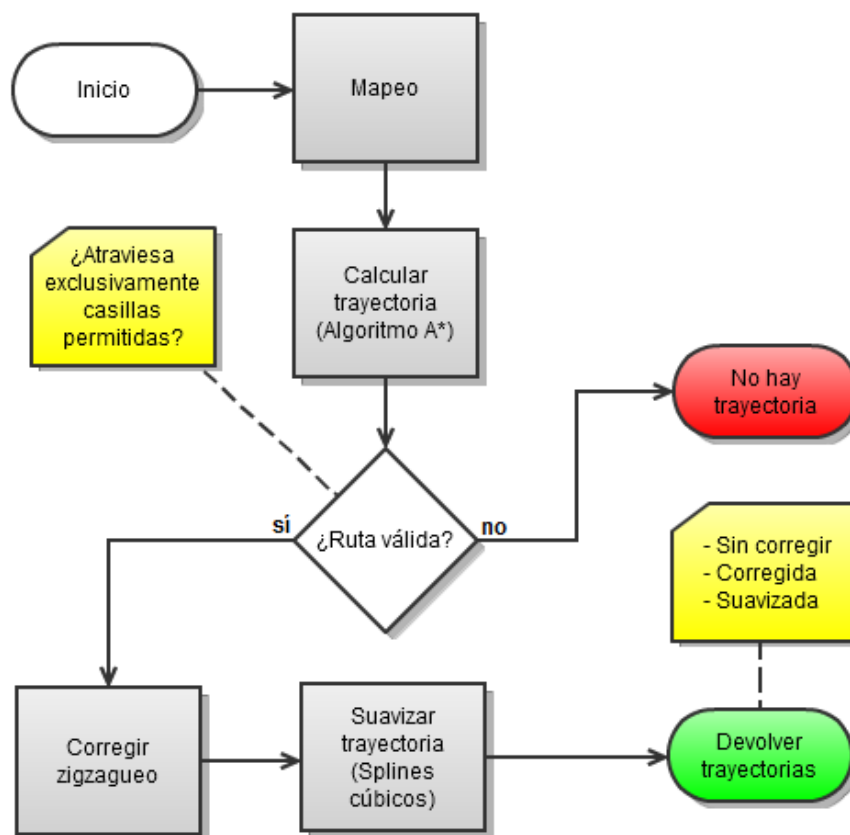 Inicio
Mapeo
¿Atraviesa
exclusivamente
casillas
permitidas?
Calcular
trayectoria
(Algoritmo A*)
No hay
trayectoria
sí
¿Ruta válida?
no
- Sin corregir
- Corregida
- Suavizada
Corregir
zigzagueo
Suavizar
trayectoria
(Splines
cúbicos)
Devolver
trayectorias